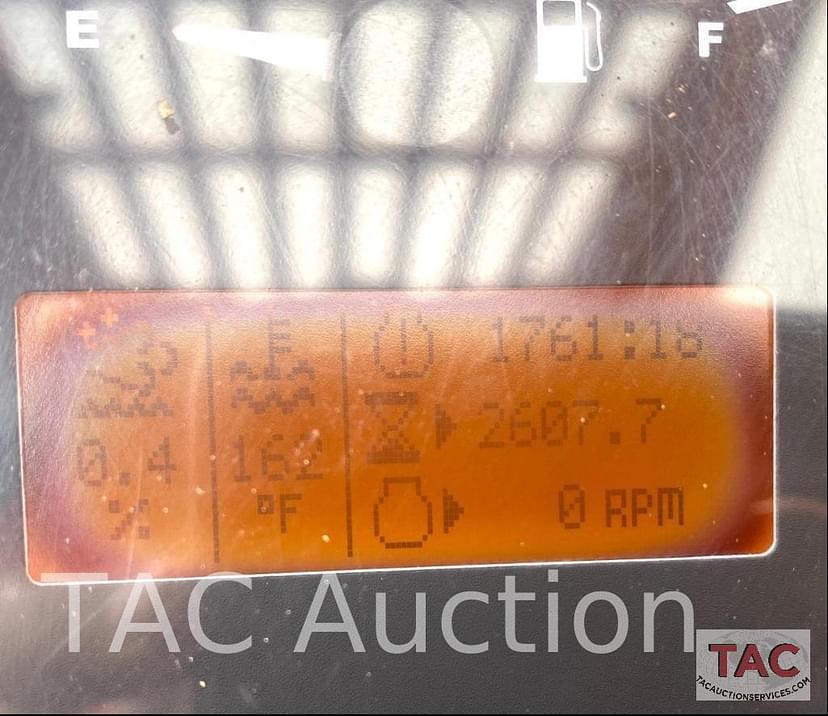 E F
1761:18
0.4 162 2607.7
% °F 0 RPM
TAC Auction
TAC
TACAUCTIONSERVICES.COM